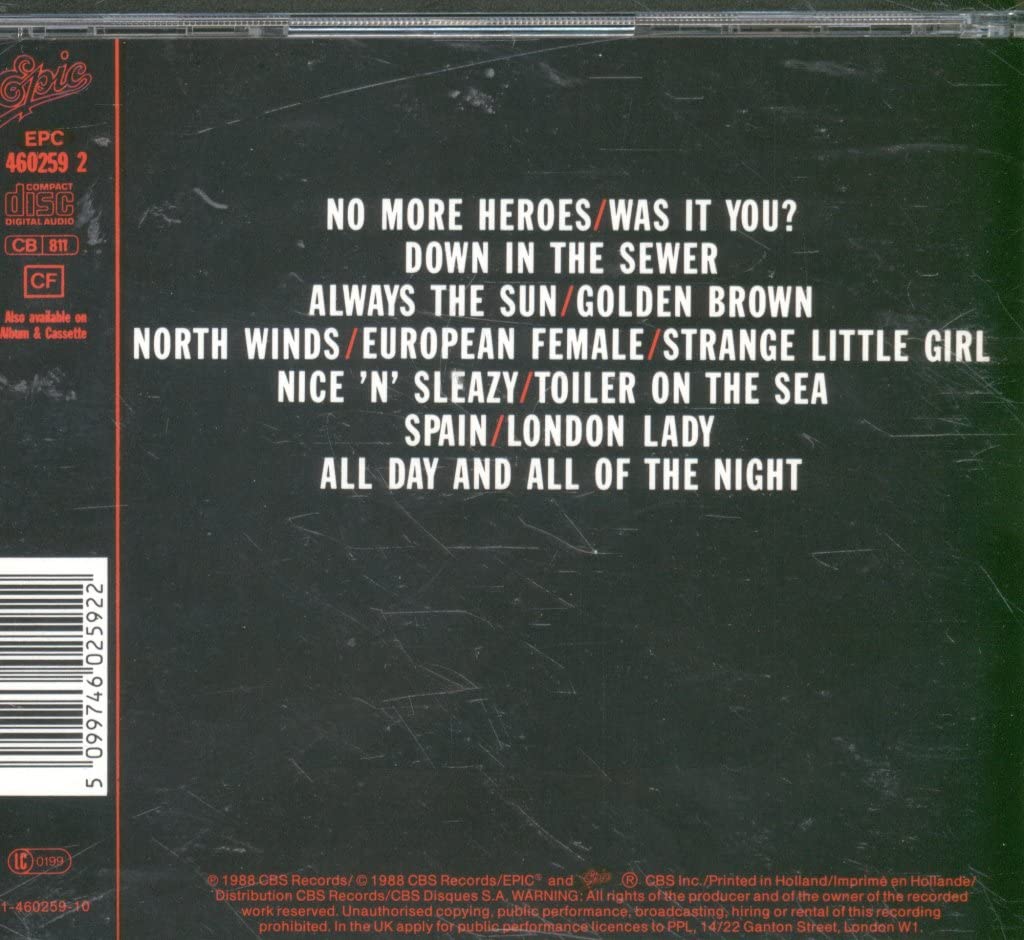 Epic
EPC
460259 2
COMPACT
disc
DIGITAL AUDIO
CB 811
CF
Also available on
Album & Cassette
NO MORE HEROES/WAS IT YOU?
DOWN IN THE SEWER
ALWAYS THE SUN/GOLDEN BROWN
NORTH WINDS/EUROPEAN FEMALE/STRANGE LITTLE GIRL
NICE 'N' SLEAZY/TOILER ON THE SEA
SPAIN/LONDON LADY
ALL DAY AND ALL OF THE NIGHT
5 099746 025922
LC 0199
1-460259-10
℗ 1988 CBS Records/ © 1988 CBS Records/EPIC® and Epic ® CBS Inc./Printed in Holland/Imprimé en Hollande/
Distribution CBS Records/CBS Disques S.A. WARNING: All rights of the producer and of the owner of the recorded
work reserved. Unauthorised copying, public performance, broadcasting, hiring or rental of this recording
prohibited. In the UK apply for public performance licences to PPL, 14/22 Ganton Street, London W1.